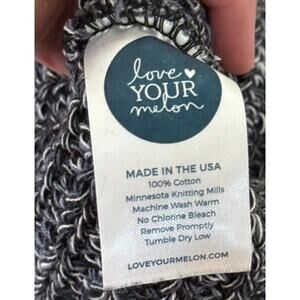 love
YOUR
melon
MADE IN THE USA
100% Cotton
Minnesota Knitting Mills
Machine Wash Warm
No Chlorine Bleach
Remove Promptly
Tumble Dry Low
LOVEYOURMELON.COM